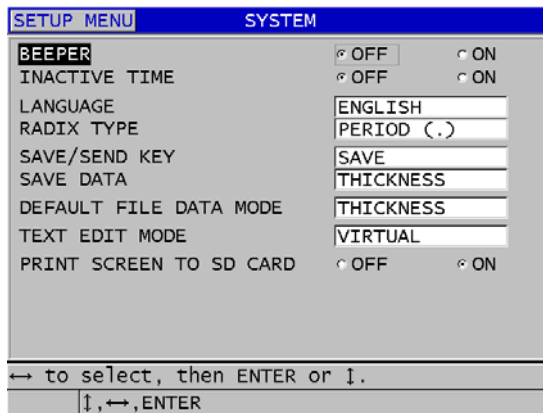 SETUP MENU SYSTEM
BEEPER OFF ON
INACTIVE TIME OFF ON
LANGUAGE ENGLISH
RADIX TYPE PERIOD (.)
SAVE/SEND KEY SAVE
SAVE DATA THICKNESS
DEFAULT FILE DATA MODE THICKNESS
TEXT EDIT MODE VIRTUAL
PRINT SCREEN TO SD CARD OFF ON
↔ to select, then ENTER or ↕.
↕,↔,ENTER